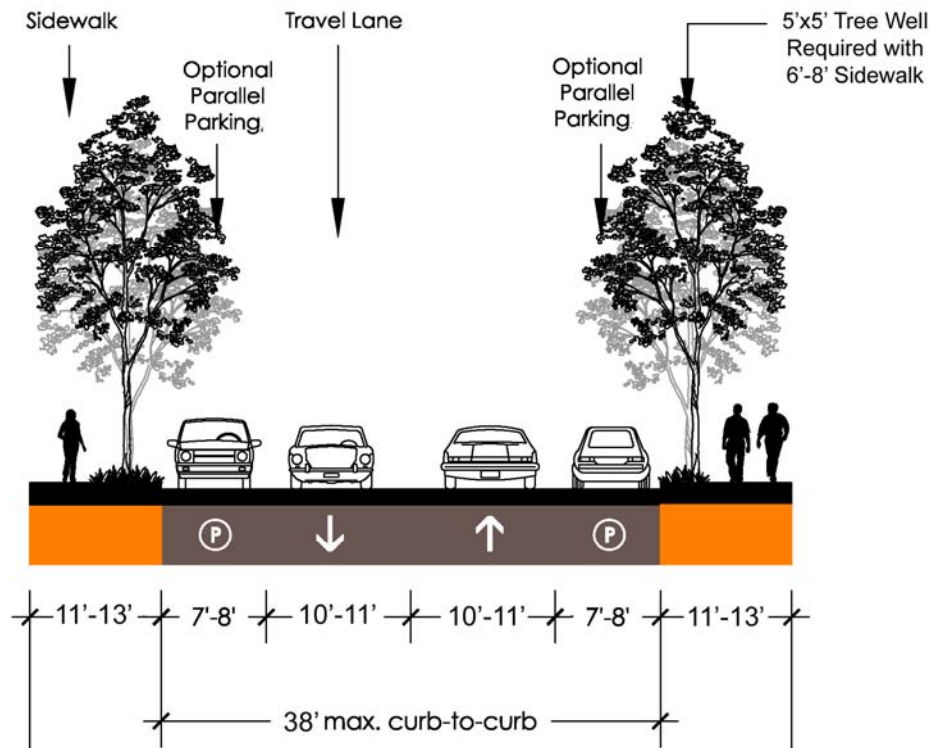 Sidewalk
Travel Lane
5'x5' Tree Well
Required with
6'-8' Sidewalk
Optional
Parallel
Parking,
Optional
Parallel
Parking
P
P
11'-13'
7'-8'
10'-11'
10'-11'
7'-8'
11'-13'
38' max. curb-to-curb